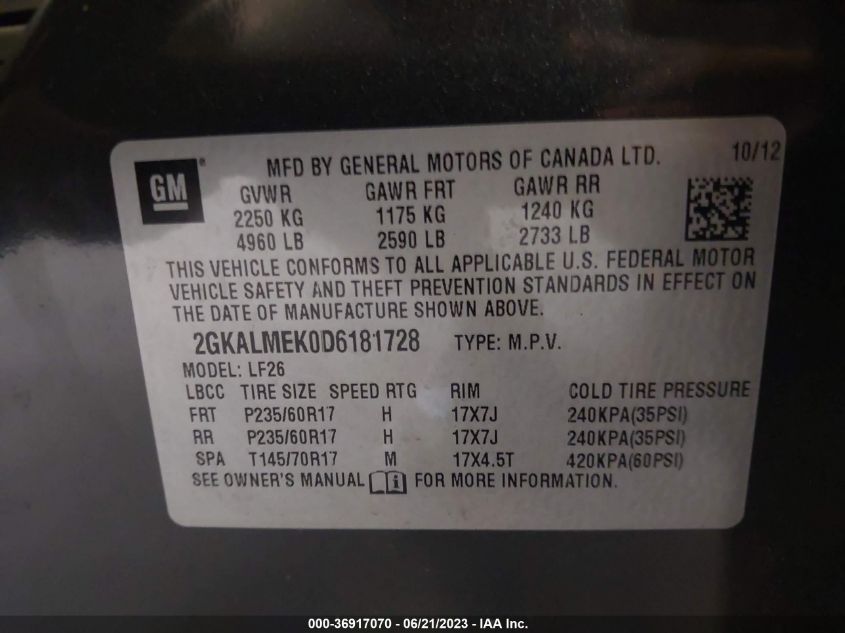 GM® MFD BY GENERAL MOTORS OF CANADA LTD. 10/12
GVWR GAWR FRT GAWR RR
2250 KG 1175 KG 1240 KG
4960 LB 2590 LB 2733 LB
THIS VEHICLE CONFORMS TO ALL APPLICABLE U.S. FEDERAL MOTOR
VEHICLE SAFETY AND THEFT PREVENTION STANDARDS IN EFFECT ON
THE DATE OF MANUFACTURE SHOWN ABOVE.
2GKALMEK0D6181728 TYPE: M.P.V.
MODEL: LF26
LBCC TIRE SIZE SPEED RTG RIM COLD TIRE PRESSURE
FRT P235/60R17 H 17X7J 240KPA(35PSI)
RR P235/60R17 H 17X7J 240KPA(35PSI)
SPA T145/70R17 M 17X4.5T 420KPA(60PSI)
SEE OWNER'S MANUAL FOR MORE INFORMATION.
000-36917070 - 06/21/2023 - IAA Inc.